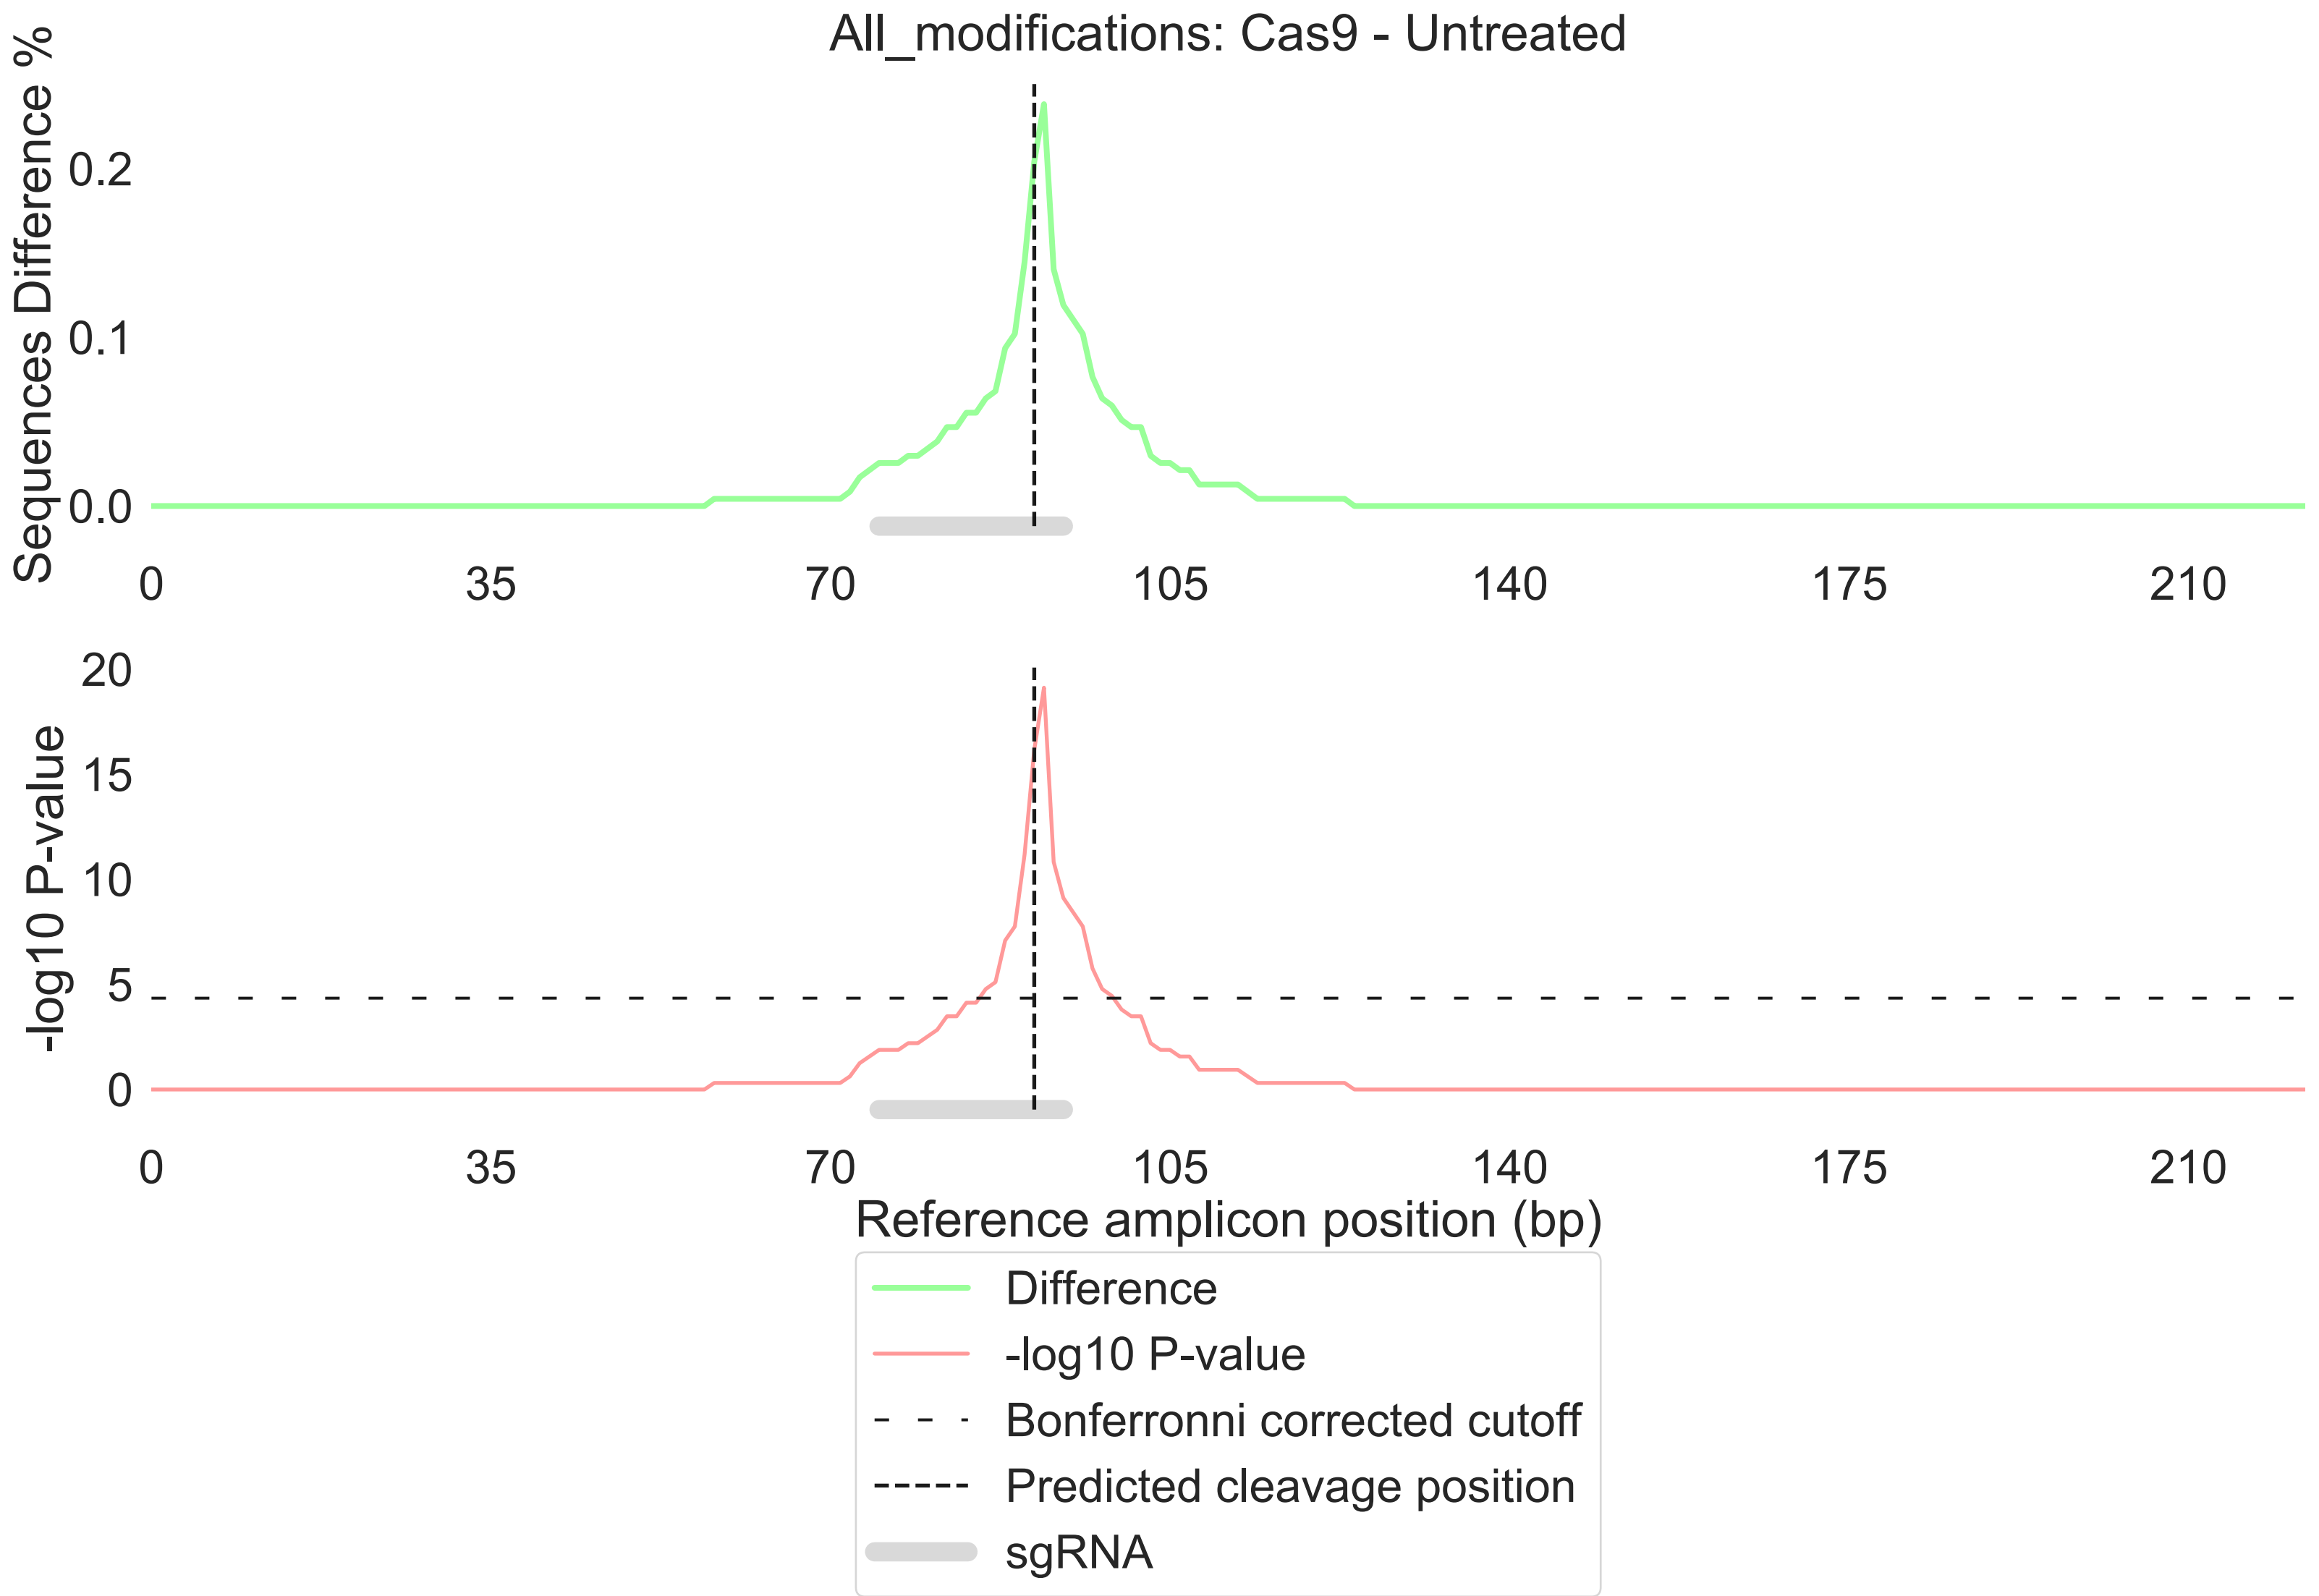 All_modifications: Cas9 - Untreated
Sequences Difference %
0.2
0.1
0.0
0 35 70 105 140 175 210
-log10 P-value
20
15
10
5
0
0 35 70 105 140 175 210
Reference amplicon position (bp)
Difference
-log10 P-value
Bonferronni corrected cutoff
Predicted cleavage position
sgRNA